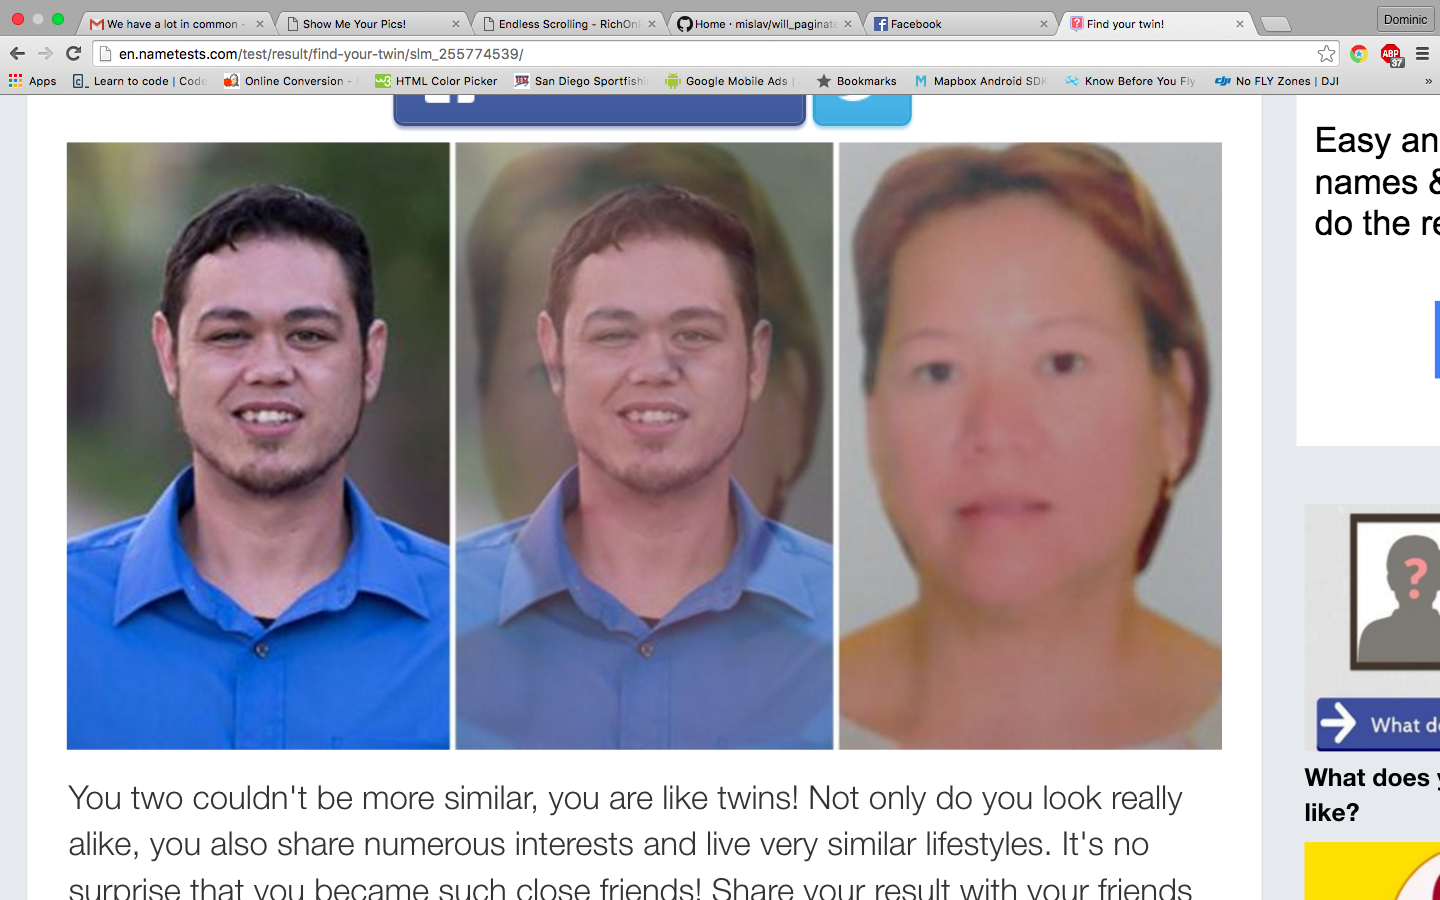 We have a lot in common -
Show Me Your Pics!
Endless Scrolling - RichOn
Home · mislav/will_paginat
Facebook
Find your twin!
Dominic
en.nametests.com/test/result/find-your-twin/slm_255774539/
ABP
37
Apps
Learn to code | Code
Online Conversion -
w3
HTML Color Picker
San Diego Sportfishi
Google Mobile Ads |
Bookmarks
Mapbox Android SDK
Know Before You Fly
dji
No FLY Zones | DJI
»
Easy an
names &
do the re
?
What do
What does y
like?
You two couldn't be more similar, you are like twins! Not only do you look really
alike, you also share numerous interests and live very similar lifestyles. It's no
surprise that you became such close friends! Share your result with your friends